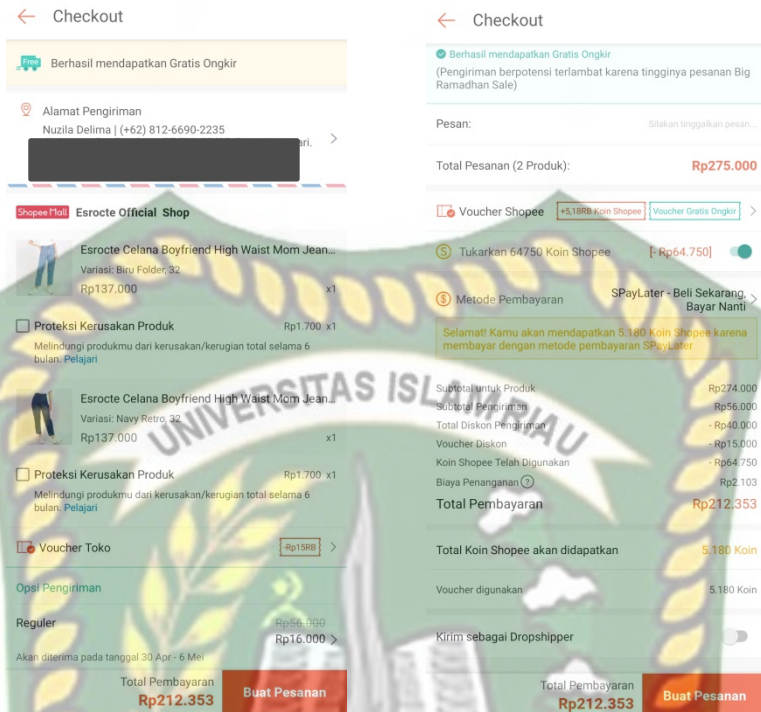 Checkout
Free
Berhasil mendapatkan Gratis Ongkir
Alamat Pengiriman
Nuzila Delima | (+62) 812-6690-2235
ari.
Shopee Mall Esrocte Official Shop
Esrocte Celana Boyfriend High Waist Mom Jean...
Variasi: Biru Folder, 32
Rp137.000 x1
Proteksi Kerusakan Produk Rp1.700 x1
Melindungi produkmu dari kerusakan/kerugian total selama 6
bulan. Pelajari
Esrocte Celana Boyfriend High Waist Mom Jean...
Variasi: Navy Retro, 32
Rp137.000 x1
Proteksi Kerusakan Produk Rp1.700 x1
Melindungi produkmu dari kerusakan/kerugian total selama 6
bulan. Pelajari
Voucher Toko -Rp15RB
Opsi Pengiriman
Reguler Rp56.000
Rp16.000
Akan diterima pada tanggal 30 Apr - 6 Mei
Total Pembayaran
Rp212.353
Buat Pesanan
Checkout
Berhasil mendapatkan Gratis Ongkir
(Pengiriman berpotensi terlambat karena tingginya pesanan Big
Ramadhan Sale)
Pesan: Silakan tinggalkan pesan...
Total Pesanan (2 Produk): Rp275.000
Voucher Shopee +5,18RB Koin Shopee Voucher Gratis Ongkir
Tukarkan 64750 Koin Shopee [- Rp64.750]
Metode Pembayaran SPayLater - Beli Sekarang,
Bayar Nanti
Selamat! Kamu akan mendapatkan 5.180 Koin Shopee karena
membayar dengan metode pembayaran SPayLater
Subtotal untuk Produk Rp274.000
Subtotal Pengiriman Rp56.000
Total Diskon Pengiriman - Rp40.000
Voucher Diskon - Rp15.000
Koin Shopee Telah Digunakan - Rp64.750
Biaya Penanganan ? Rp2.103
Total Pembayaran Rp212.353
Total Koin Shopee akan didapatkan 5.180 Koin
Voucher digunakan 5.180 Koin
Kirim sebagai Dropshipper
Total Pembayaran
Rp212.353
Buat Pesanan
UNIVERSITAS ISLAM RIAU